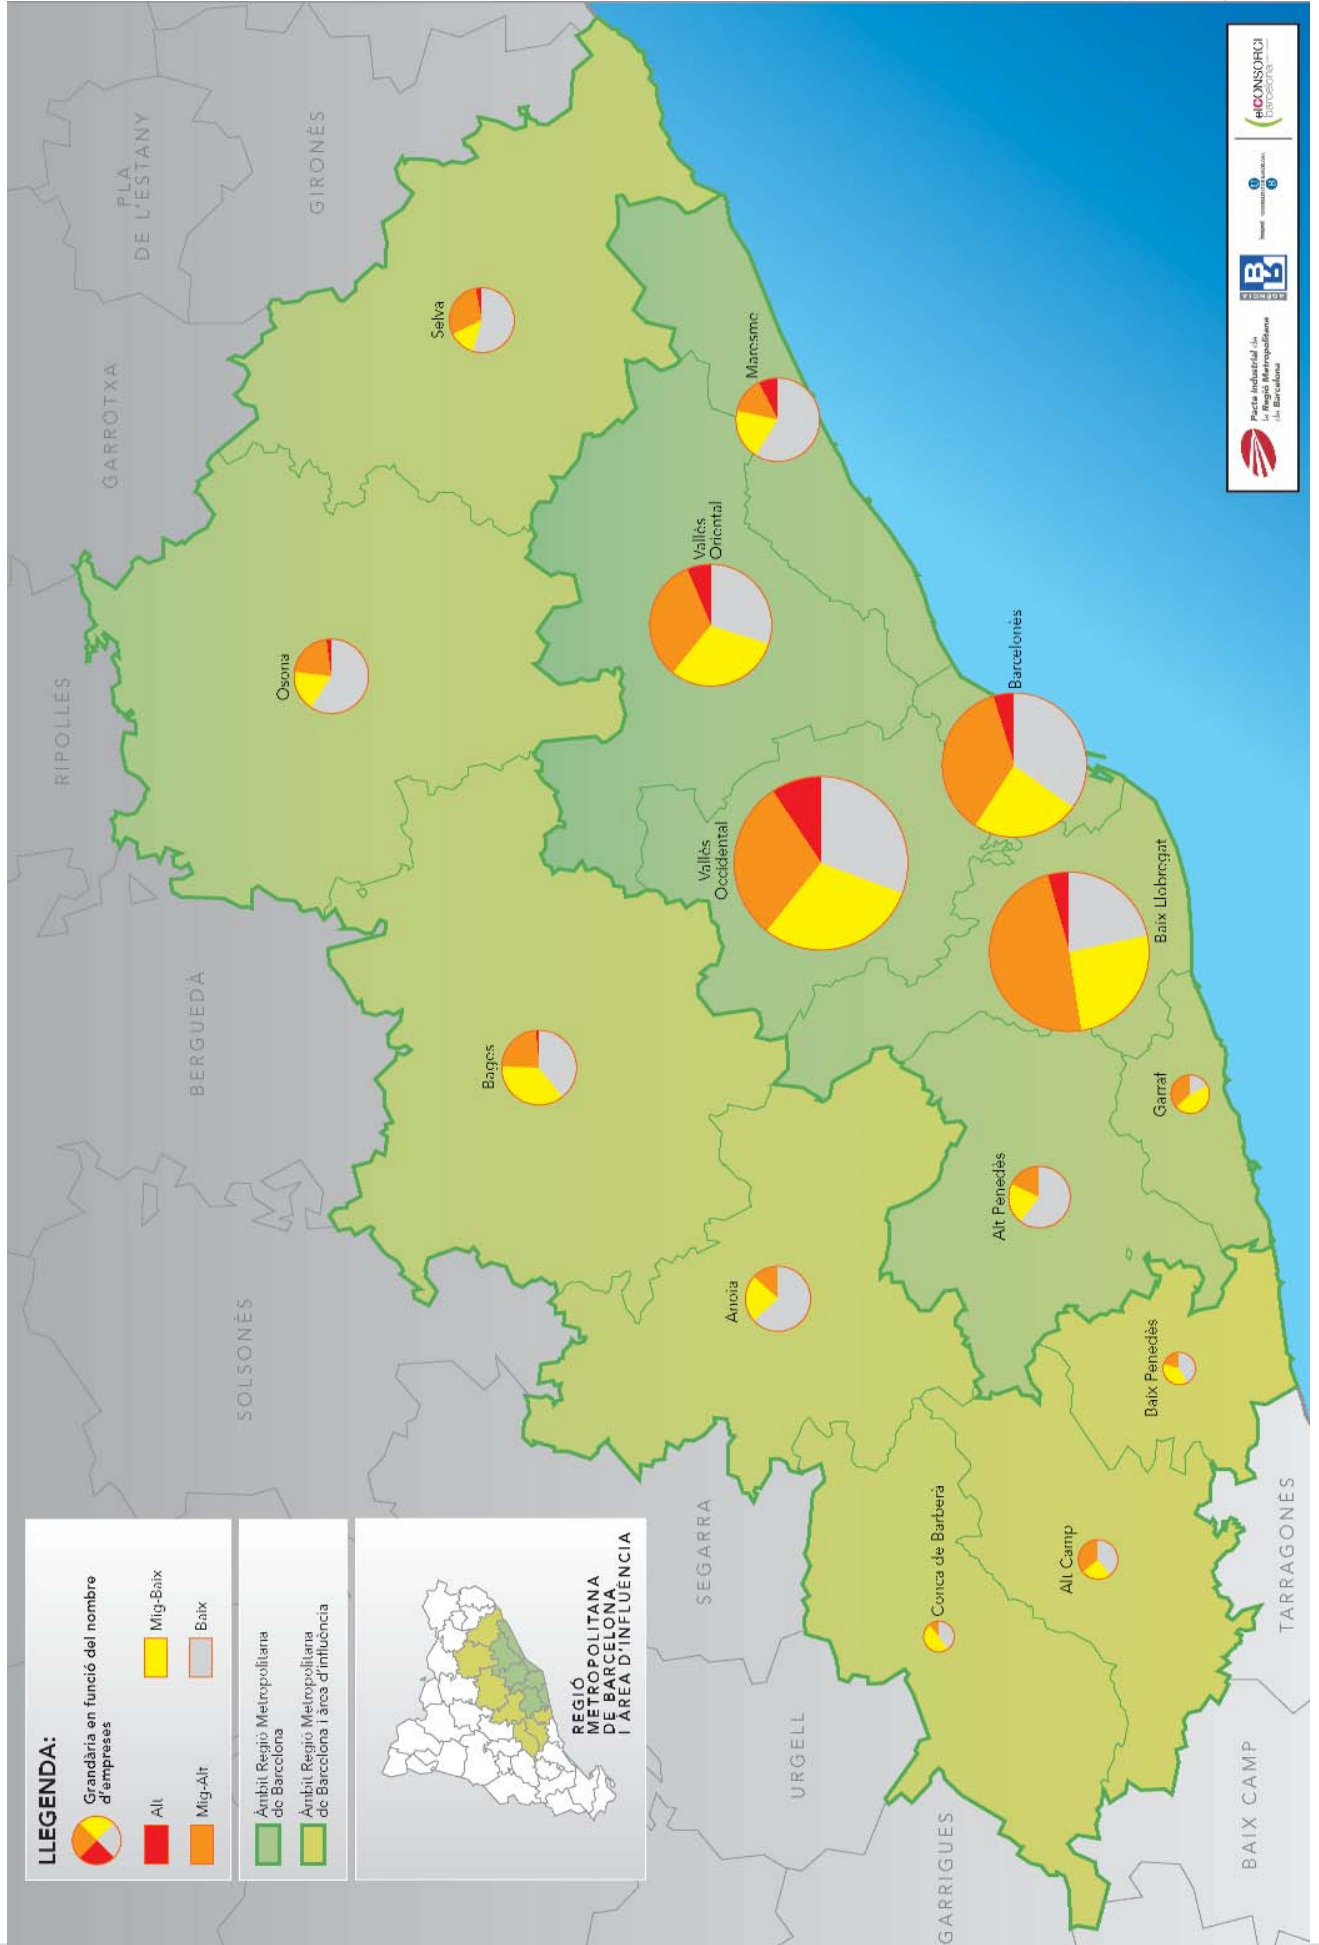 LLEGENDA:
Grandària en funció del nombre
d'empreses
Alt
Mig-Baix
Mig-Alt
Baix
Àmbit Regió Metropolitana
de Barcelona
Àmbit Regió Metropolitana
de Barcelona i àrea d'influència
REGIÓ
METROPOLITANA
DE BARCELONA
I ÀREA D'INFLUÈNCIA
PLA
DE L'ESTANY
GIRONÈS
GARROTXA
RIPOLLÈS
BERGUEDÀ
SOLSONÈS
SEGARRA
URGELL
GARRIGUES
BAIX CAMP
TARRAGONÈS
Selva
Osona
Bages
Maresme
Vallès
Oriental
Vallès
Occidental
Barcelonès
Baix Llobregat
Garraf
Alt Penedès
Anoia
Baix Penedès
Conca de Barberà
Alt Camp
Pacte Industrial de
la Regió Metropolitana
de Barcelona
AGÈNCIA
UB
elCONSORCI
barcelona